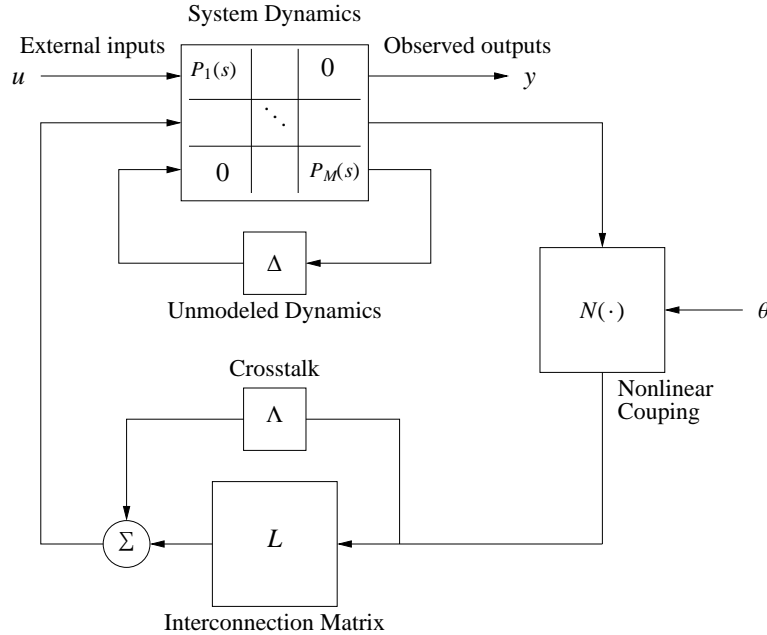 System Dynamics
External inputs
Observed outputs
u
P1(s)
0
y
⋱
0
PM(s)
Δ
Unmodeled Dynamics
N(·)
θ
Nonlinear
Couping
Crosstalk
Λ
Σ
L
Interconnection Matrix